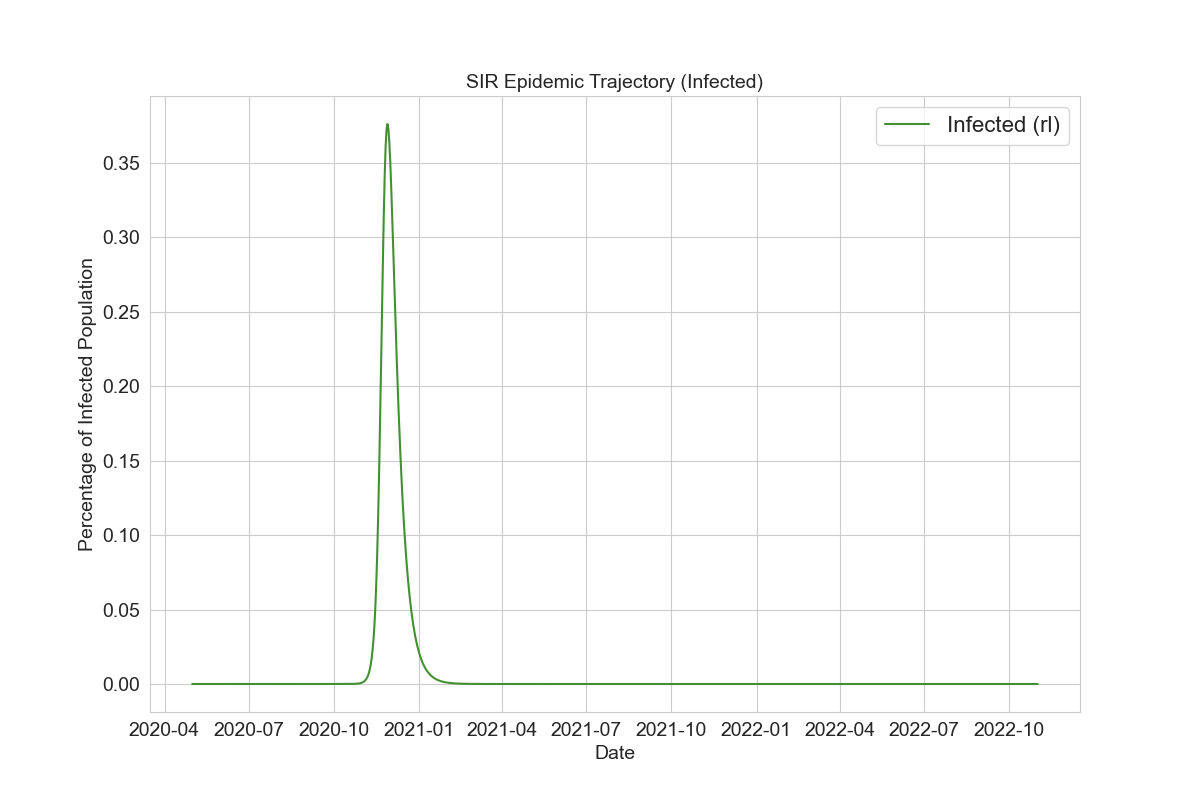 SIR Epidemic Trajectory (Infected)
Infected (rI)
Percentage of Infected Population
0.35
0.30
0.25
0.20
0.15
0.10
0.05
0.00
2020-04 2020-07 2020-10 2021-01 2021-04 2021-07 2021-10 2022-01 2022-04 2022-07 2022-10
Date